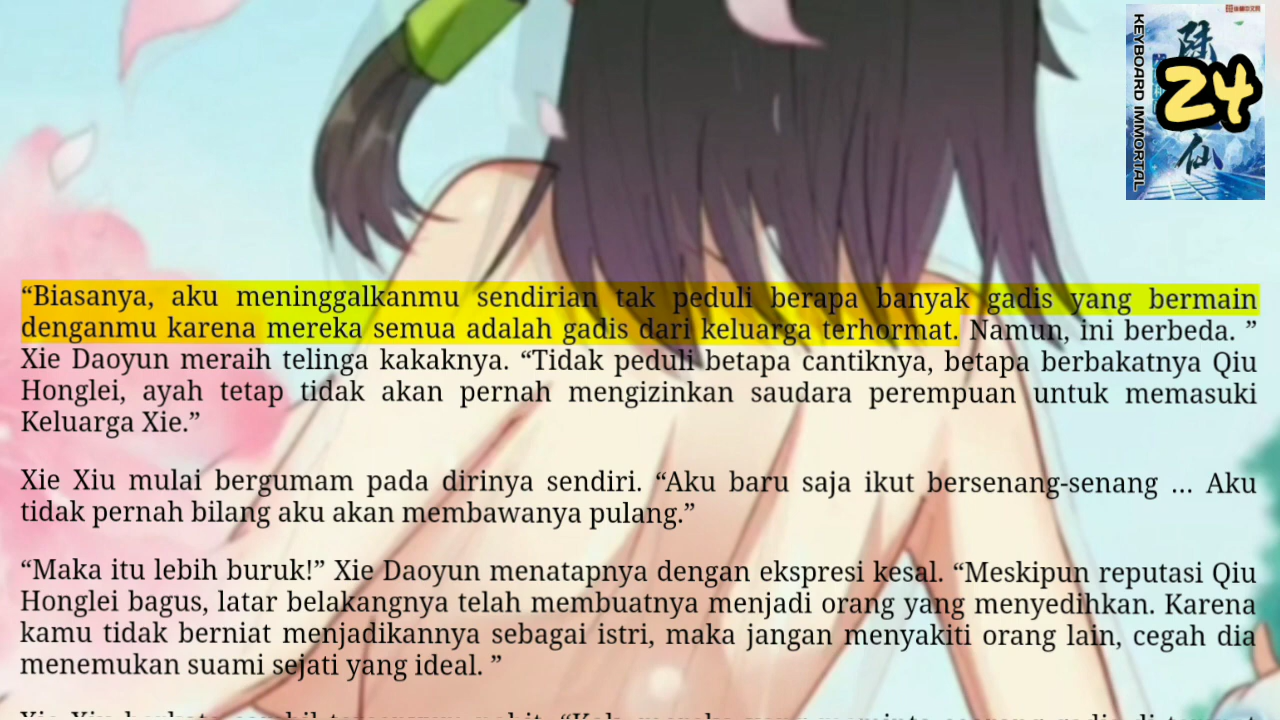 KEYBOARD IMMORTAL
24
“Biasanya, aku meninggalkanmu sendirian tak peduli berapa banyak gadis yang bermain
denganmu karena mereka semua adalah gadis dari keluarga terhormat. Namun, ini berbeda. ”
Xie Daoyun meraih telinga kakaknya. “Tidak peduli betapa cantiknya, betapa berbakatnya Qiu
Honglei, ayah tetap tidak akan pernah mengizinkan saudara perempuan untuk memasuki
Keluarga Xie.”
Xie Xiu mulai bergumam pada dirinya sendiri. “Aku baru saja ikut bersenang-senang … Aku
tidak pernah bilang aku akan membawanya pulang.”
“Maka itu lebih buruk!” Xie Daoyun menatapnya dengan ekspresi kesal. “Meskipun reputasi Qiu
Honglei bagus, latar belakangnya telah membuatnya menjadi orang yang menyedihkan. Karena
kamu tidak berniat menjadikannya sebagai istri, maka jangan menyakiti orang lain, cegah dia
menemukan suami sejati yang ideal. ”